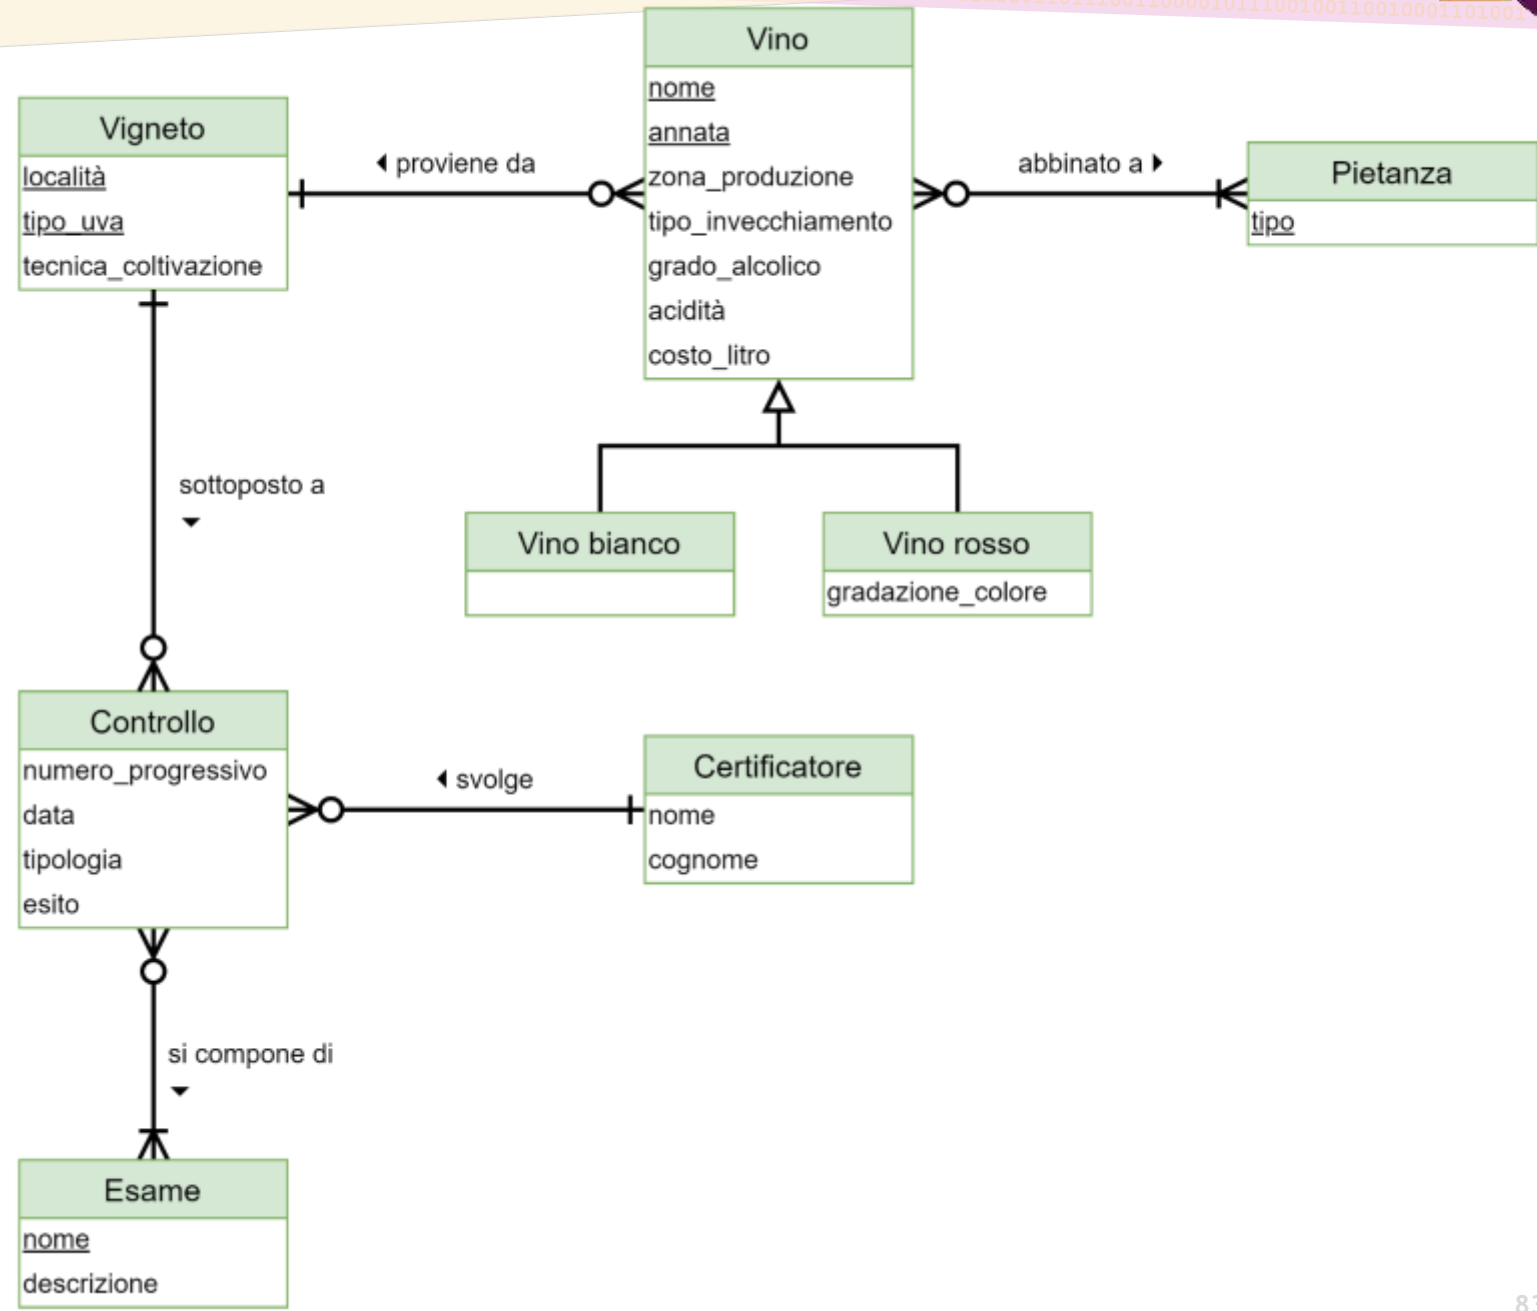 Vino
nome
annata
zona_produzione
tipo_invecchiamento
grado_alcolico
acidità
costo_litro
Vigneto
località
tipo_uva
tecnica_coltivazione
proviene da
abbinato a
Pietanza
tipo
sottoposto a
Vino bianco
Vino rosso
gradazione_colore
Controllo
numero_progressivo
data
tipologia
esito
svolge
Certificatore
nome
cognome
si compone di
Esame
nome
descrizione